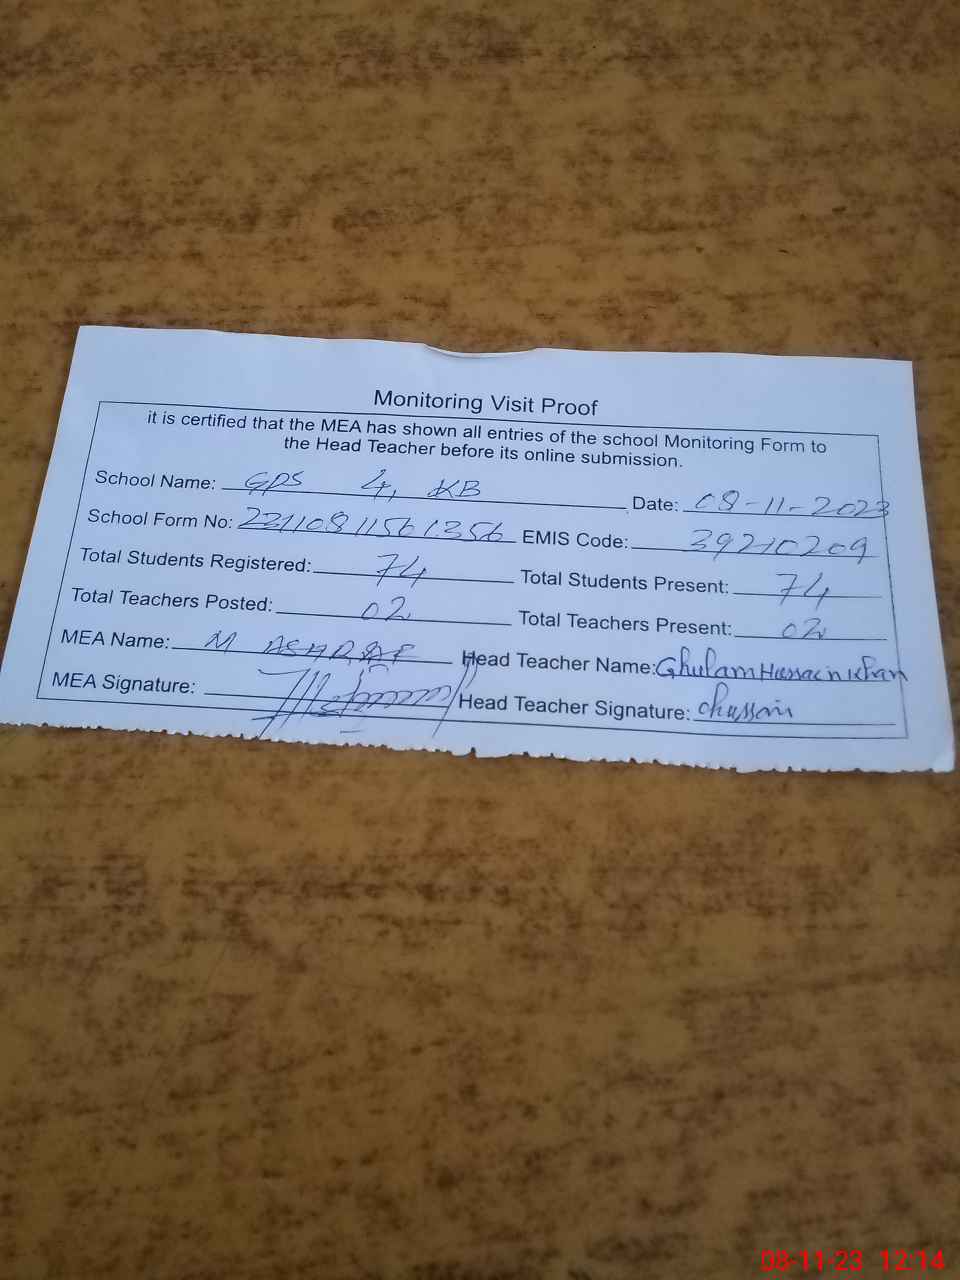 Monitoring Visit Proof
it is certified that the MEA has shown all entries of the school Monitoring Form to
the Head Teacher before its online submission.
School Name: GPS 4, KB Date: 08-11-2023
School Form No: 23110811561356 EMIS Code: 39210209
Total Students Registered: 74 Total Students Present: 74
Total Teachers Posted: 02 Total Teachers Present: 02
MEA Name: M ASHRAF Head Teacher Name: Ghulam Hussain Khan
MEA Signature: Head Teacher Signature: Ghussain
08-11-23 12:14